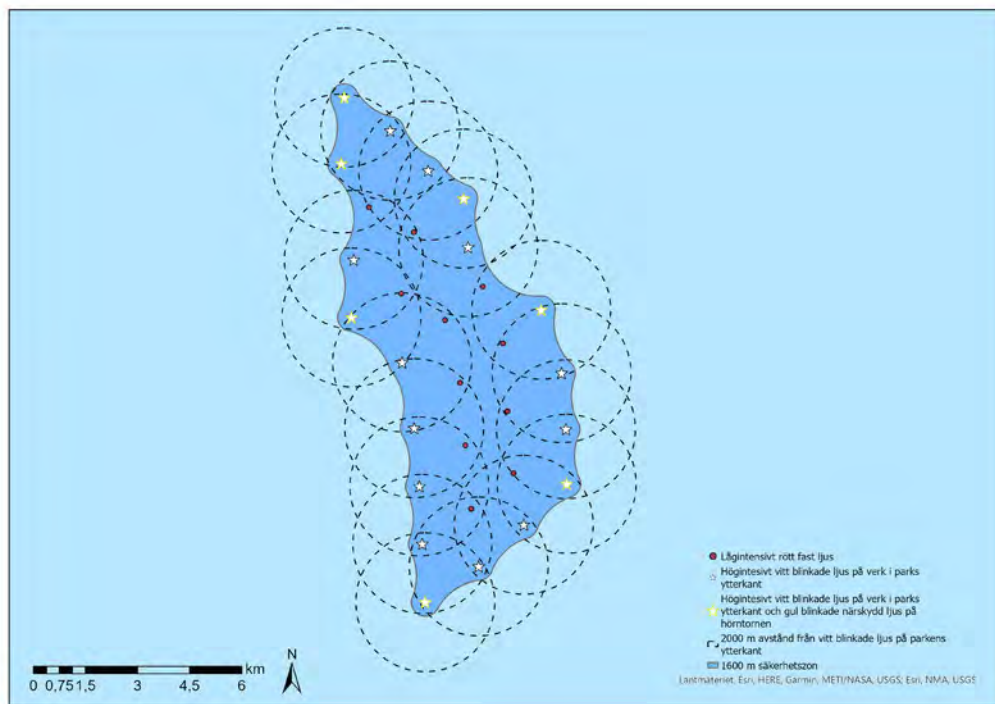 Lågintensivt rött fast ljus
Högintesivt vitt blinkade ljus på verk i parks
ytterkant
Högintesivt vitt blinkade ljus på verk i parks
ytterkant och gul blinkade närskydd ljus på
hörntornen
2000 m avstånd från vitt blinkade ljus på parkens
ytterkant
1600 m säkerhetszon
Lantmäteriet, Esri, HERE, Garmin, METI/NASA, USGS; Esri, NMA, USGS
km
0 0,75 1,5 3 4,5 6
N